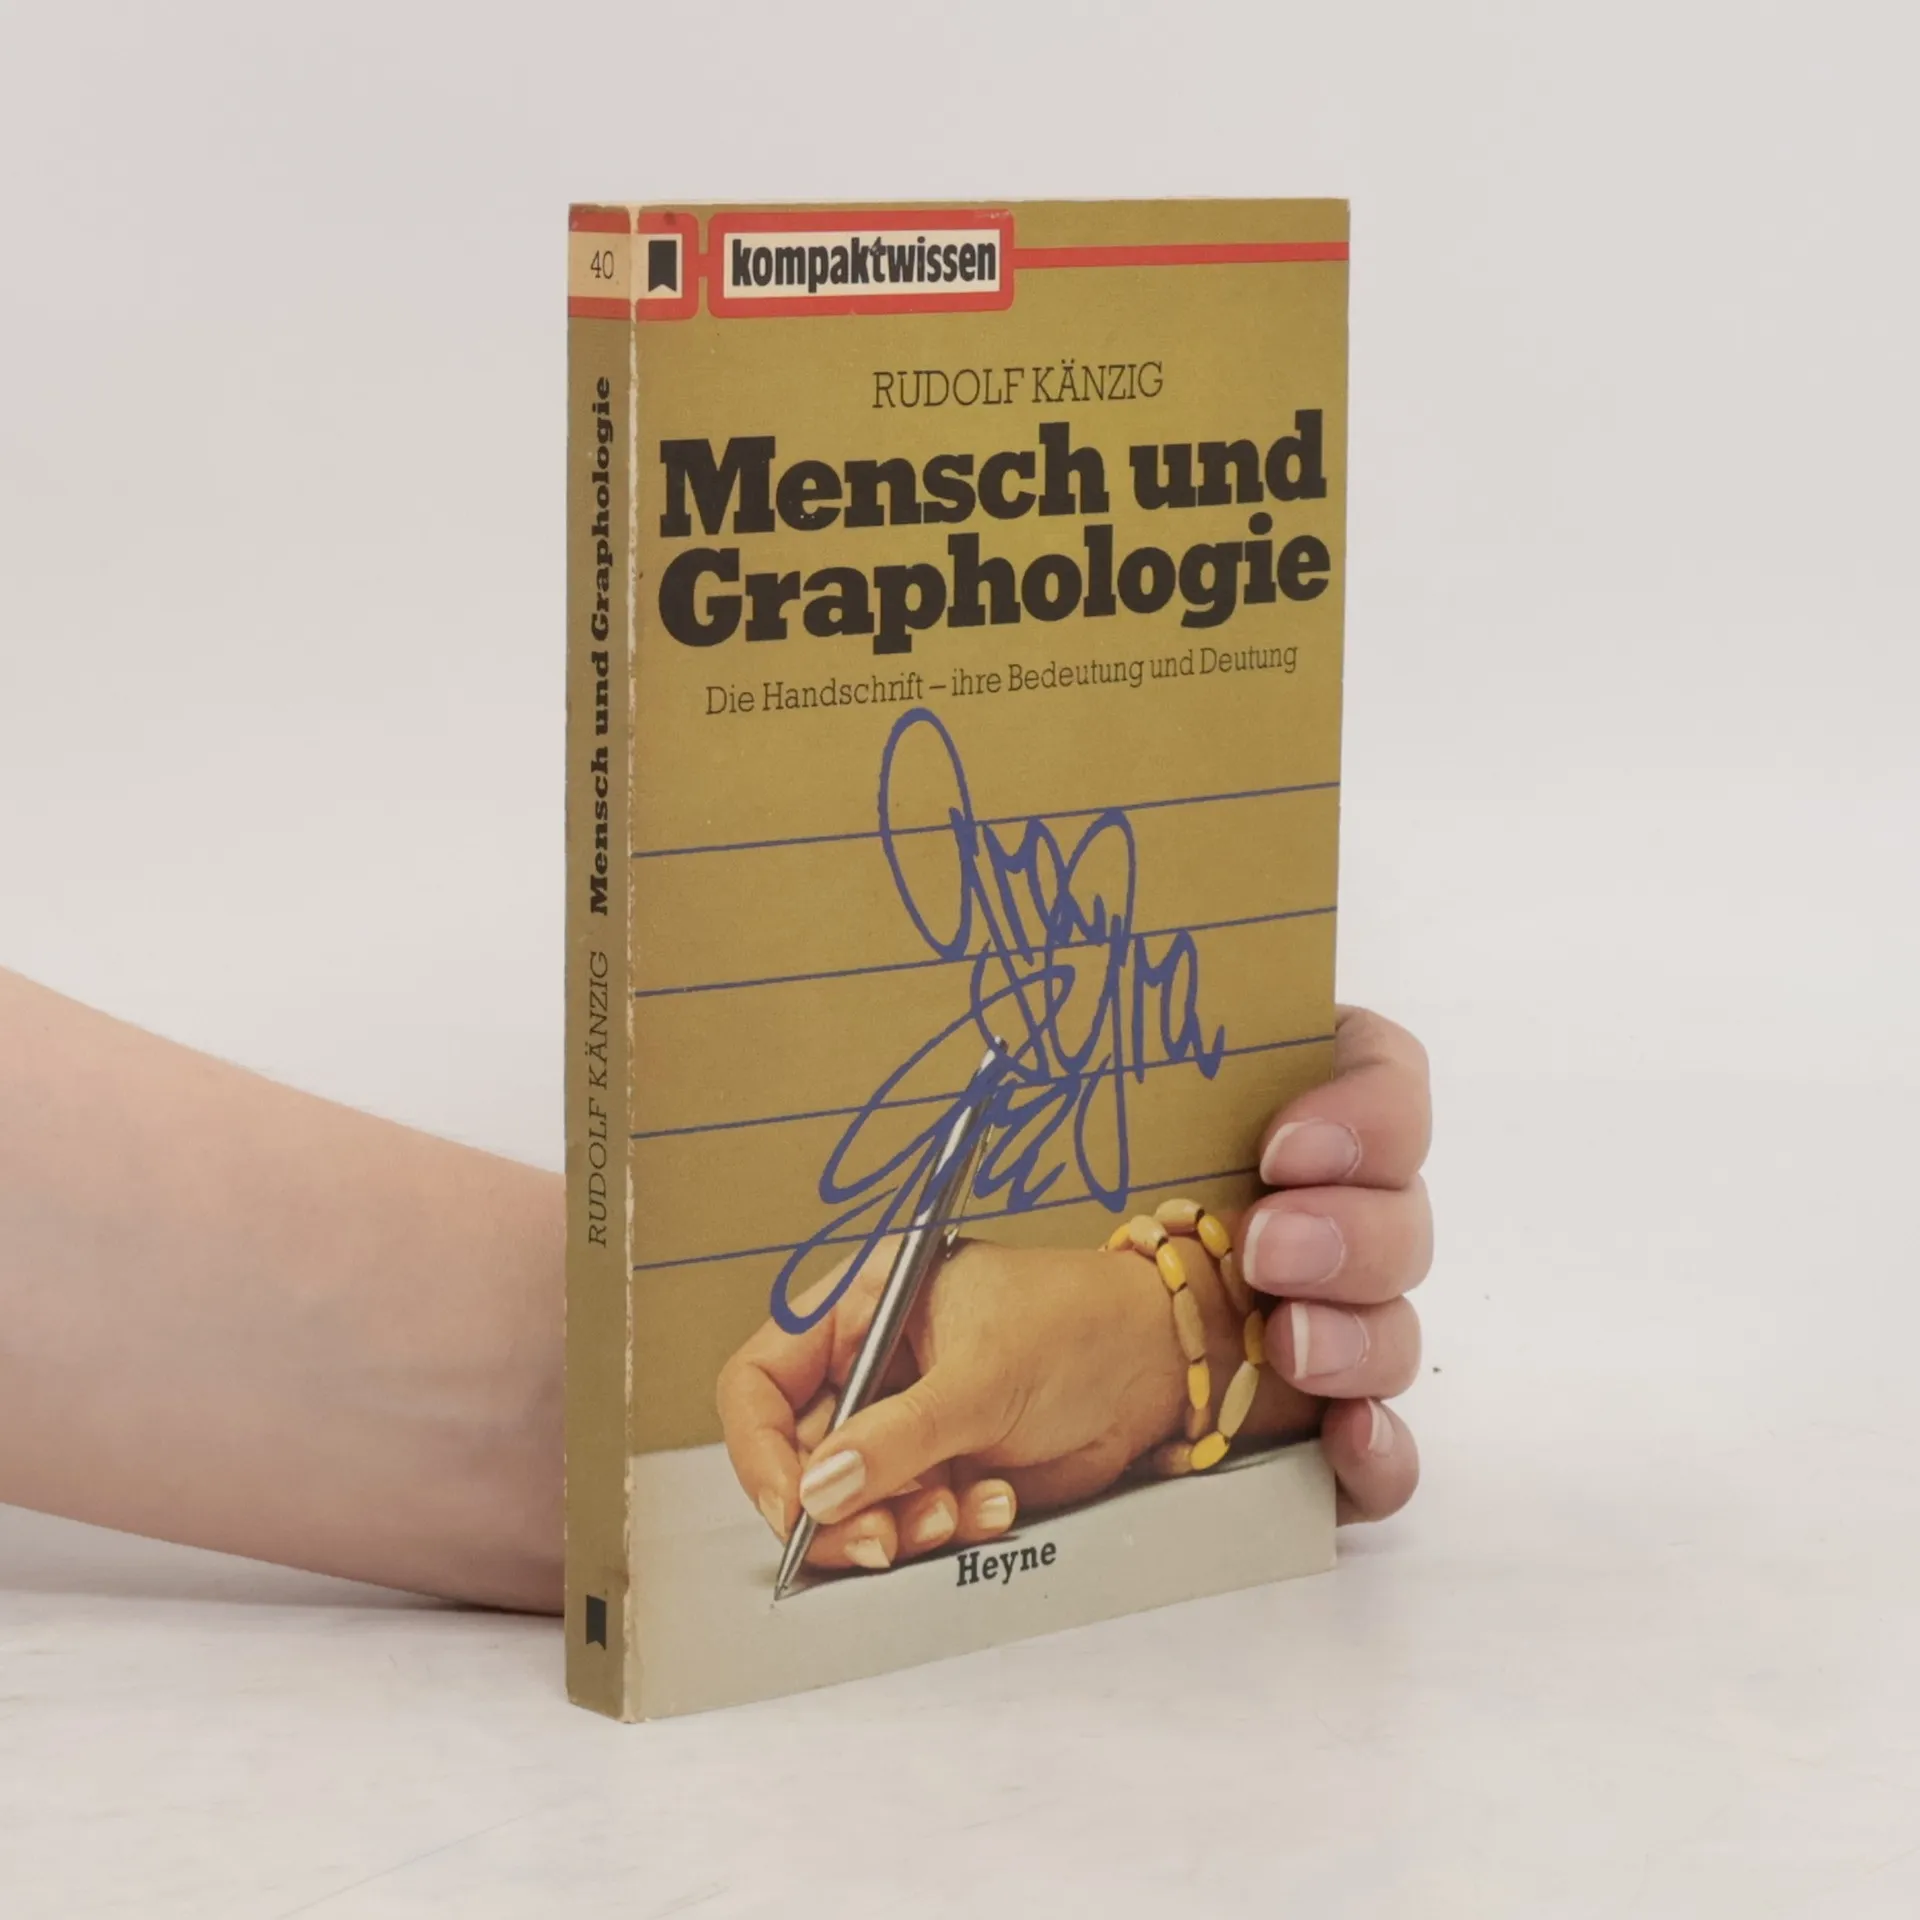 40
kompaktwissen
RUDOLF KÄNZIG
Mensch und
Graphologie
Die Handschrift – ihre Bedeutung und Deutung
Heyne
RUDOLF KÄNZIG Mensch und Graphologie